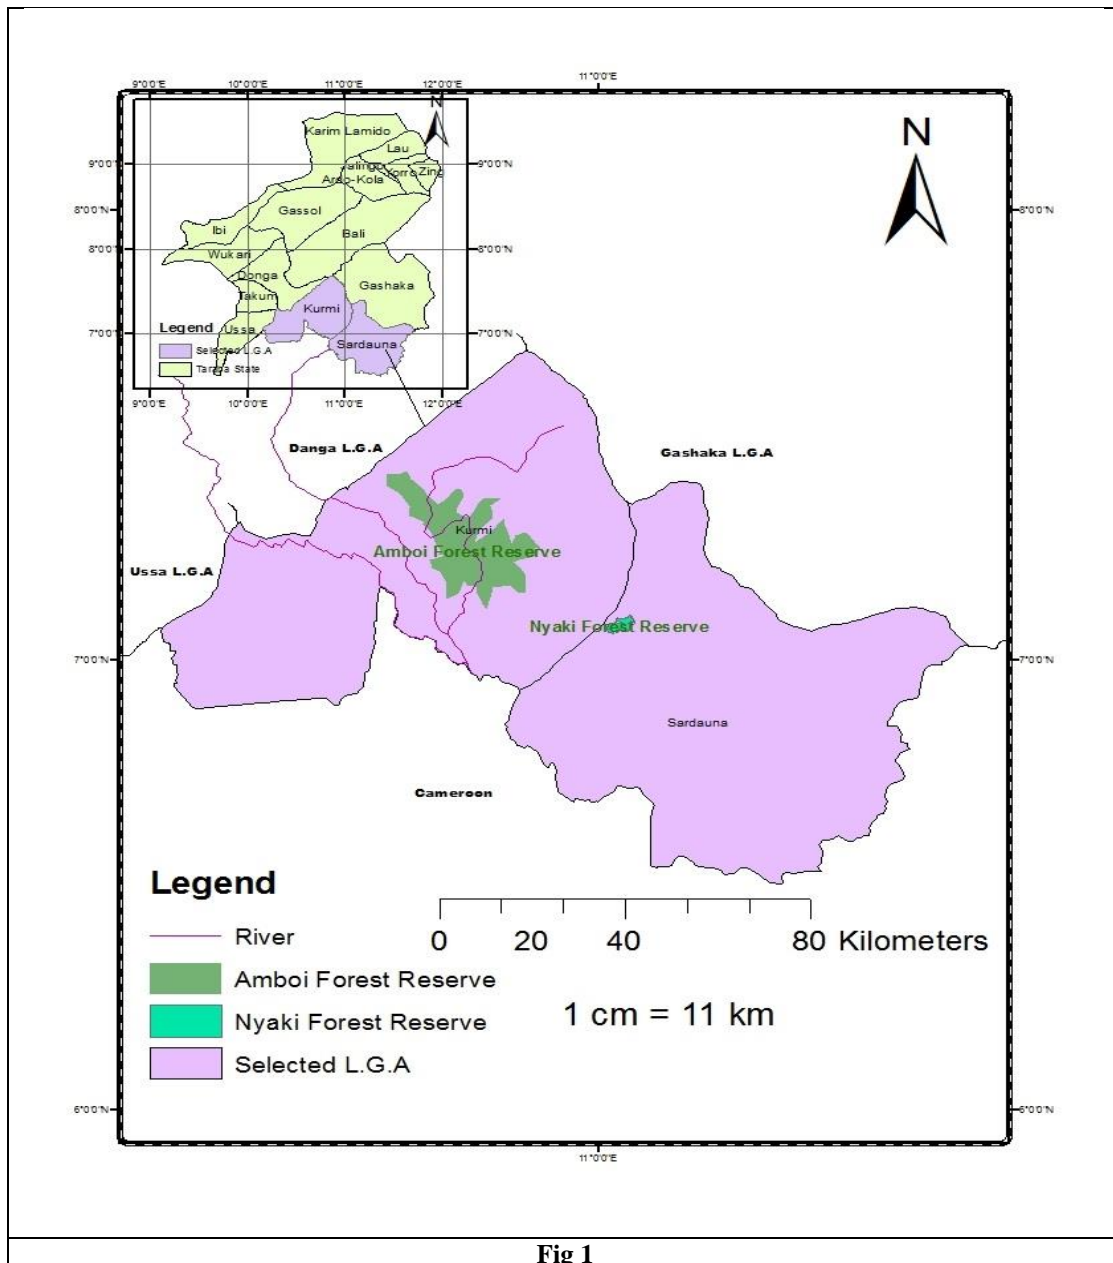 11°0'0"E
9°0'0"E 10°0'0"E 11°0'0"E 12°0'0"E
N
N
Karim Lamido
Lau
9°0'0"N
Zing
Ardo-Kola
Gassol
8°0'0"N
8°0'0"N
Ibi
Bali
8°0'0"N
8°0'0"N
Wukari
Donga
Gashaka
Takum
Kurmi
Legend
Ussa
7°0'0"N
7°0'0"N
Sardauna
Selected L.G.A
Taraba State
9°0'0"E 10°0'0"E 11°0'0"E 12°0'0"E
Danga L.G.A
Gashaka L.G.A
Kurmi
Amboi Forest Reserve
Ussa L.G.A
Nyaki Forest Reserve
7°0'0"N
7°0'0"N
Sardauna
Cameroon
Legend
River
Amboi Forest Reserve
Nyaki Forest Reserve
Selected L.G.A
0 20 40 80 Kilometers
1 cm = 11 km
6°0'0"N
6°0'0"N
11°0'0"E
Fig 1